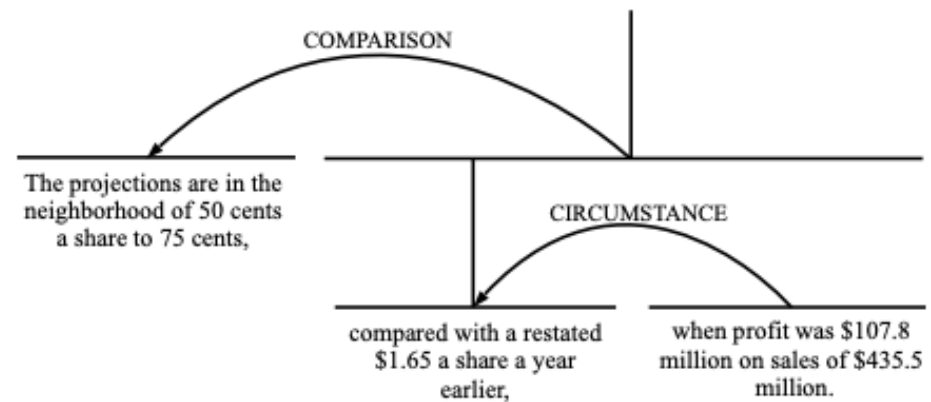 COMPARISON
The projections are in the
neighborhood of 50 cents
a share to 75 cents,
CIRCUMSTANCE
compared with a restated
$1.65 a share a year
earlier,
when profit was $107.8
million on sales of $435.5
million.